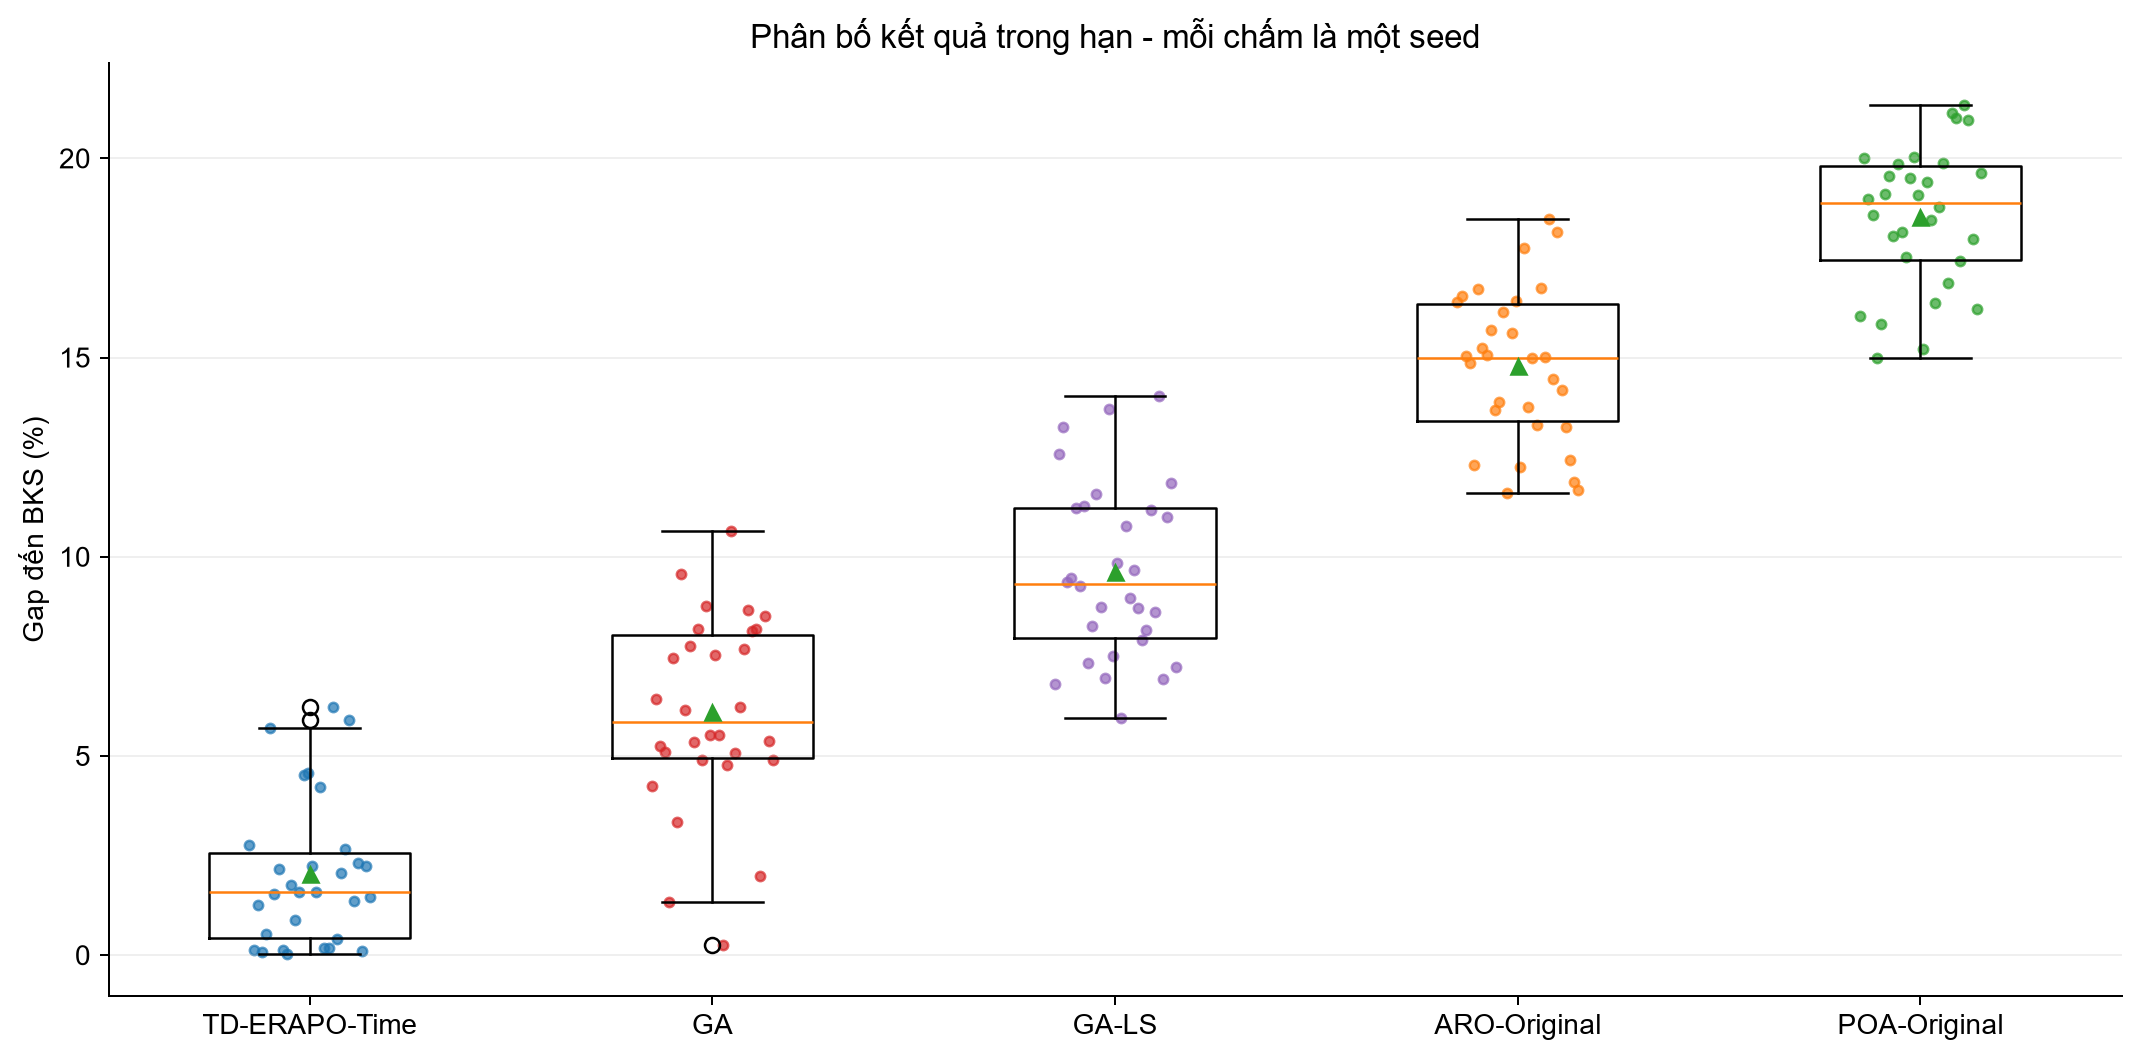 Phân bố kết quả trong hạn - mỗi chấm là một seed
Gap đến BKS (%)
20
15
10
5
0
TD-ERAPO-Time
GA
GA-LS
ARO-Original
POA-Original